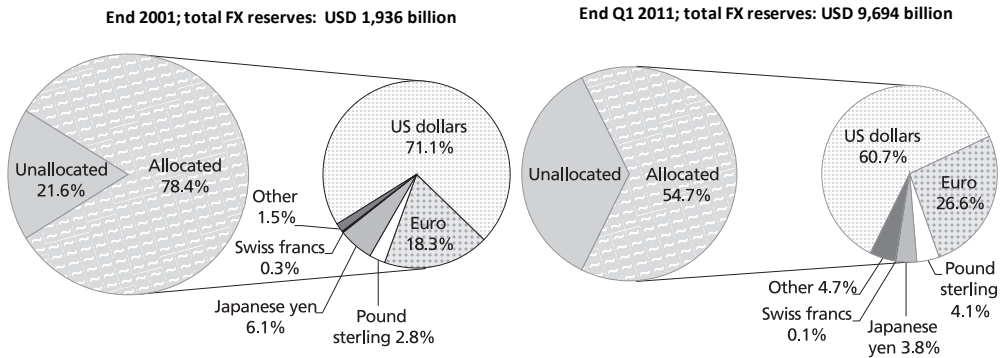 End 2001; total FX reserves: USD 1,936 billion
Unallocated
21.6%
Allocated
78.4%
US dollars
71.1%
Other
1.5%
Swiss francs
0.3%
Japanese yen
6.1%
Pound
sterling 2.8%
Euro
18.3%
End Q1 2011; total FX reserves: USD 9,694 billion
Unallocated
Allocated
54.7%
US dollars
60.7%
Euro
26.6%
Other 4.7%
Swiss francs
0.1%
Japanese
yen 3.8%
Pound
sterling
4.1%